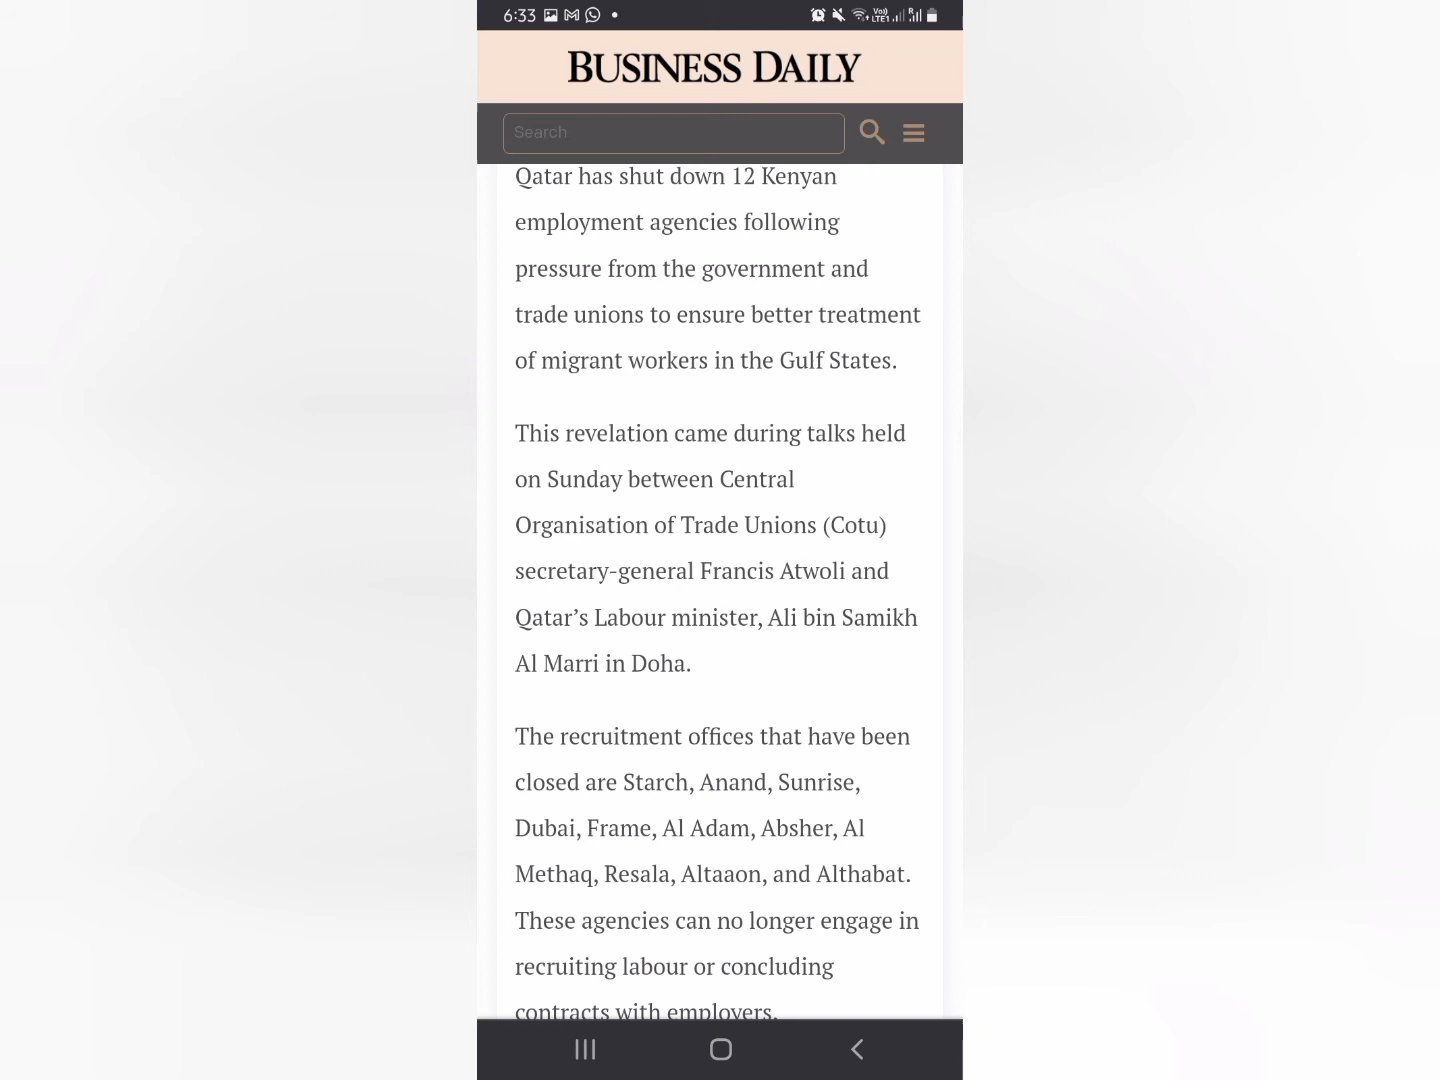 6:33
Vo)) R
LTE1
BUSINESS DAILY
Search
Qatar has shut down 12 Kenyan
employment agencies following
pressure from the government and
trade unions to ensure better treatment
of migrant workers in the Gulf States.
This revelation came during talks held
on Sunday between Central
Organisation of Trade Unions (Cotu)
secretary-general Francis Atwoli and
Qatar’s Labour minister, Ali bin Samikh
Al Marri in Doha.
The recruitment offices that have been
closed are Starch, Anand, Sunrise,
Dubai, Frame, Al Adam, Absher, Al
Methaq, Resala, Altaaon, and Althabat.
These agencies can no longer engage in
recruiting labour or concluding
contracts with employers.